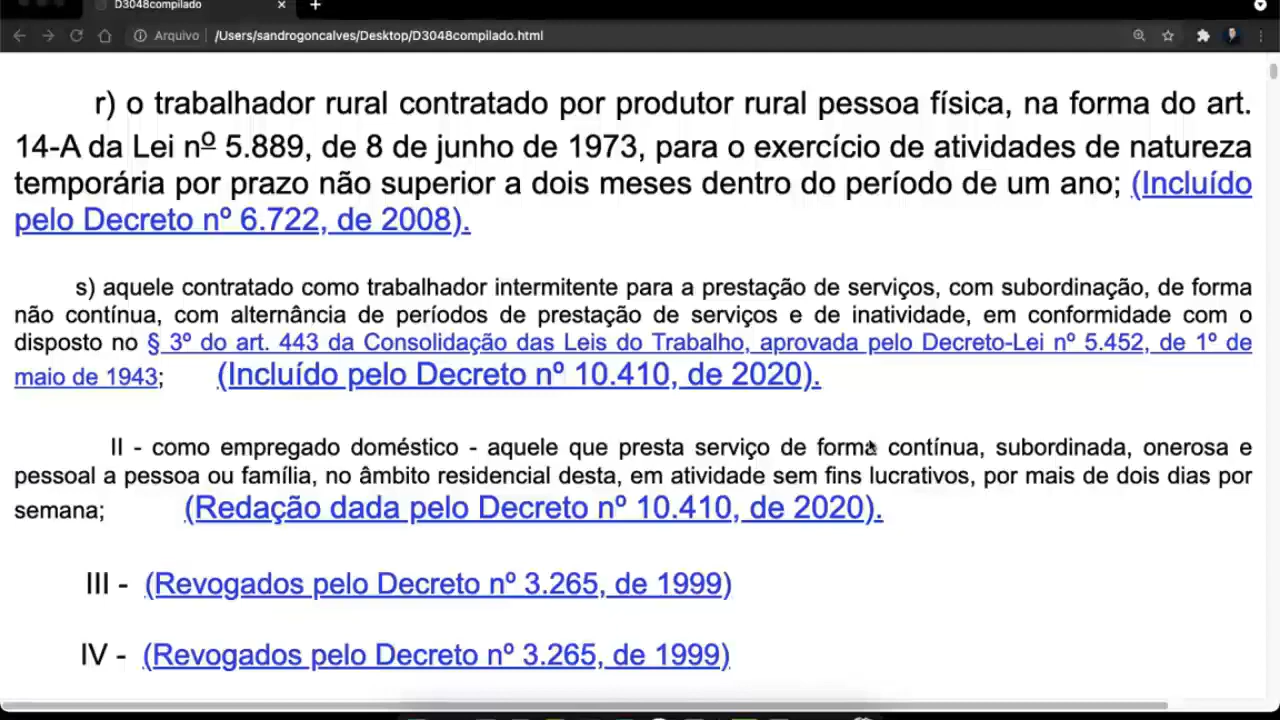 D3048compilado
Arquivo /Users/sandrogoncalves/Desktop/D3048compilado.html
r) o trabalhador rural contratado por produtor rural pessoa física, na forma do art.
14-A da Lei nº 5.889, de 8 de junho de 1973, para o exercício de atividades de natureza
temporária por prazo não superior a dois meses dentro do período de um ano; (Incluído
pelo Decreto nº 6.722, de 2008).
s) aquele contratado como trabalhador intermitente para a prestação de serviços, com subordinação, de forma
não contínua, com alternância de períodos de prestação de serviços e de inatividade, em conformidade com o
disposto no § 3º do art. 443 da Consolidação das Leis do Trabalho, aprovada pelo Decreto-Lei nº 5.452, de 1º de
maio de 1943; (Incluído pelo Decreto nº 10.410, de 2020).
II - como empregado doméstico - aquele que presta serviço de forma contínua, subordinada, onerosa e
pessoal a pessoa ou família, no âmbito residencial desta, em atividade sem fins lucrativos, por mais de dois dias por
semana; (Redação dada pelo Decreto nº 10.410, de 2020).
III - (Revogados pelo Decreto nº 3.265, de 1999)
IV - (Revogados pelo Decreto nº 3.265, de 1999)